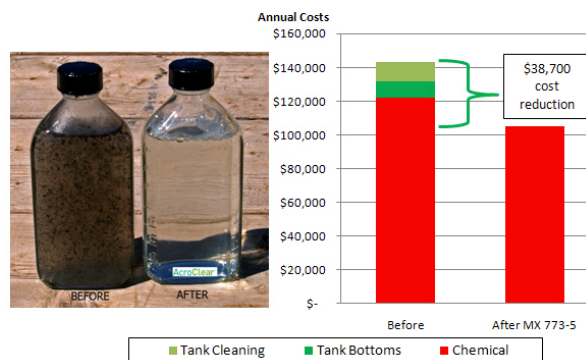 Annual Costs
$160,000
$140,000
$120,000
$100,000
$80,000
$60,000
$40,000
$20,000
$-
$38,700
cost
reduction
AcroClear
BEFORE
AFTER
Before
After MX 773-5
Tank Cleaning
Tank Bottoms
Chemical